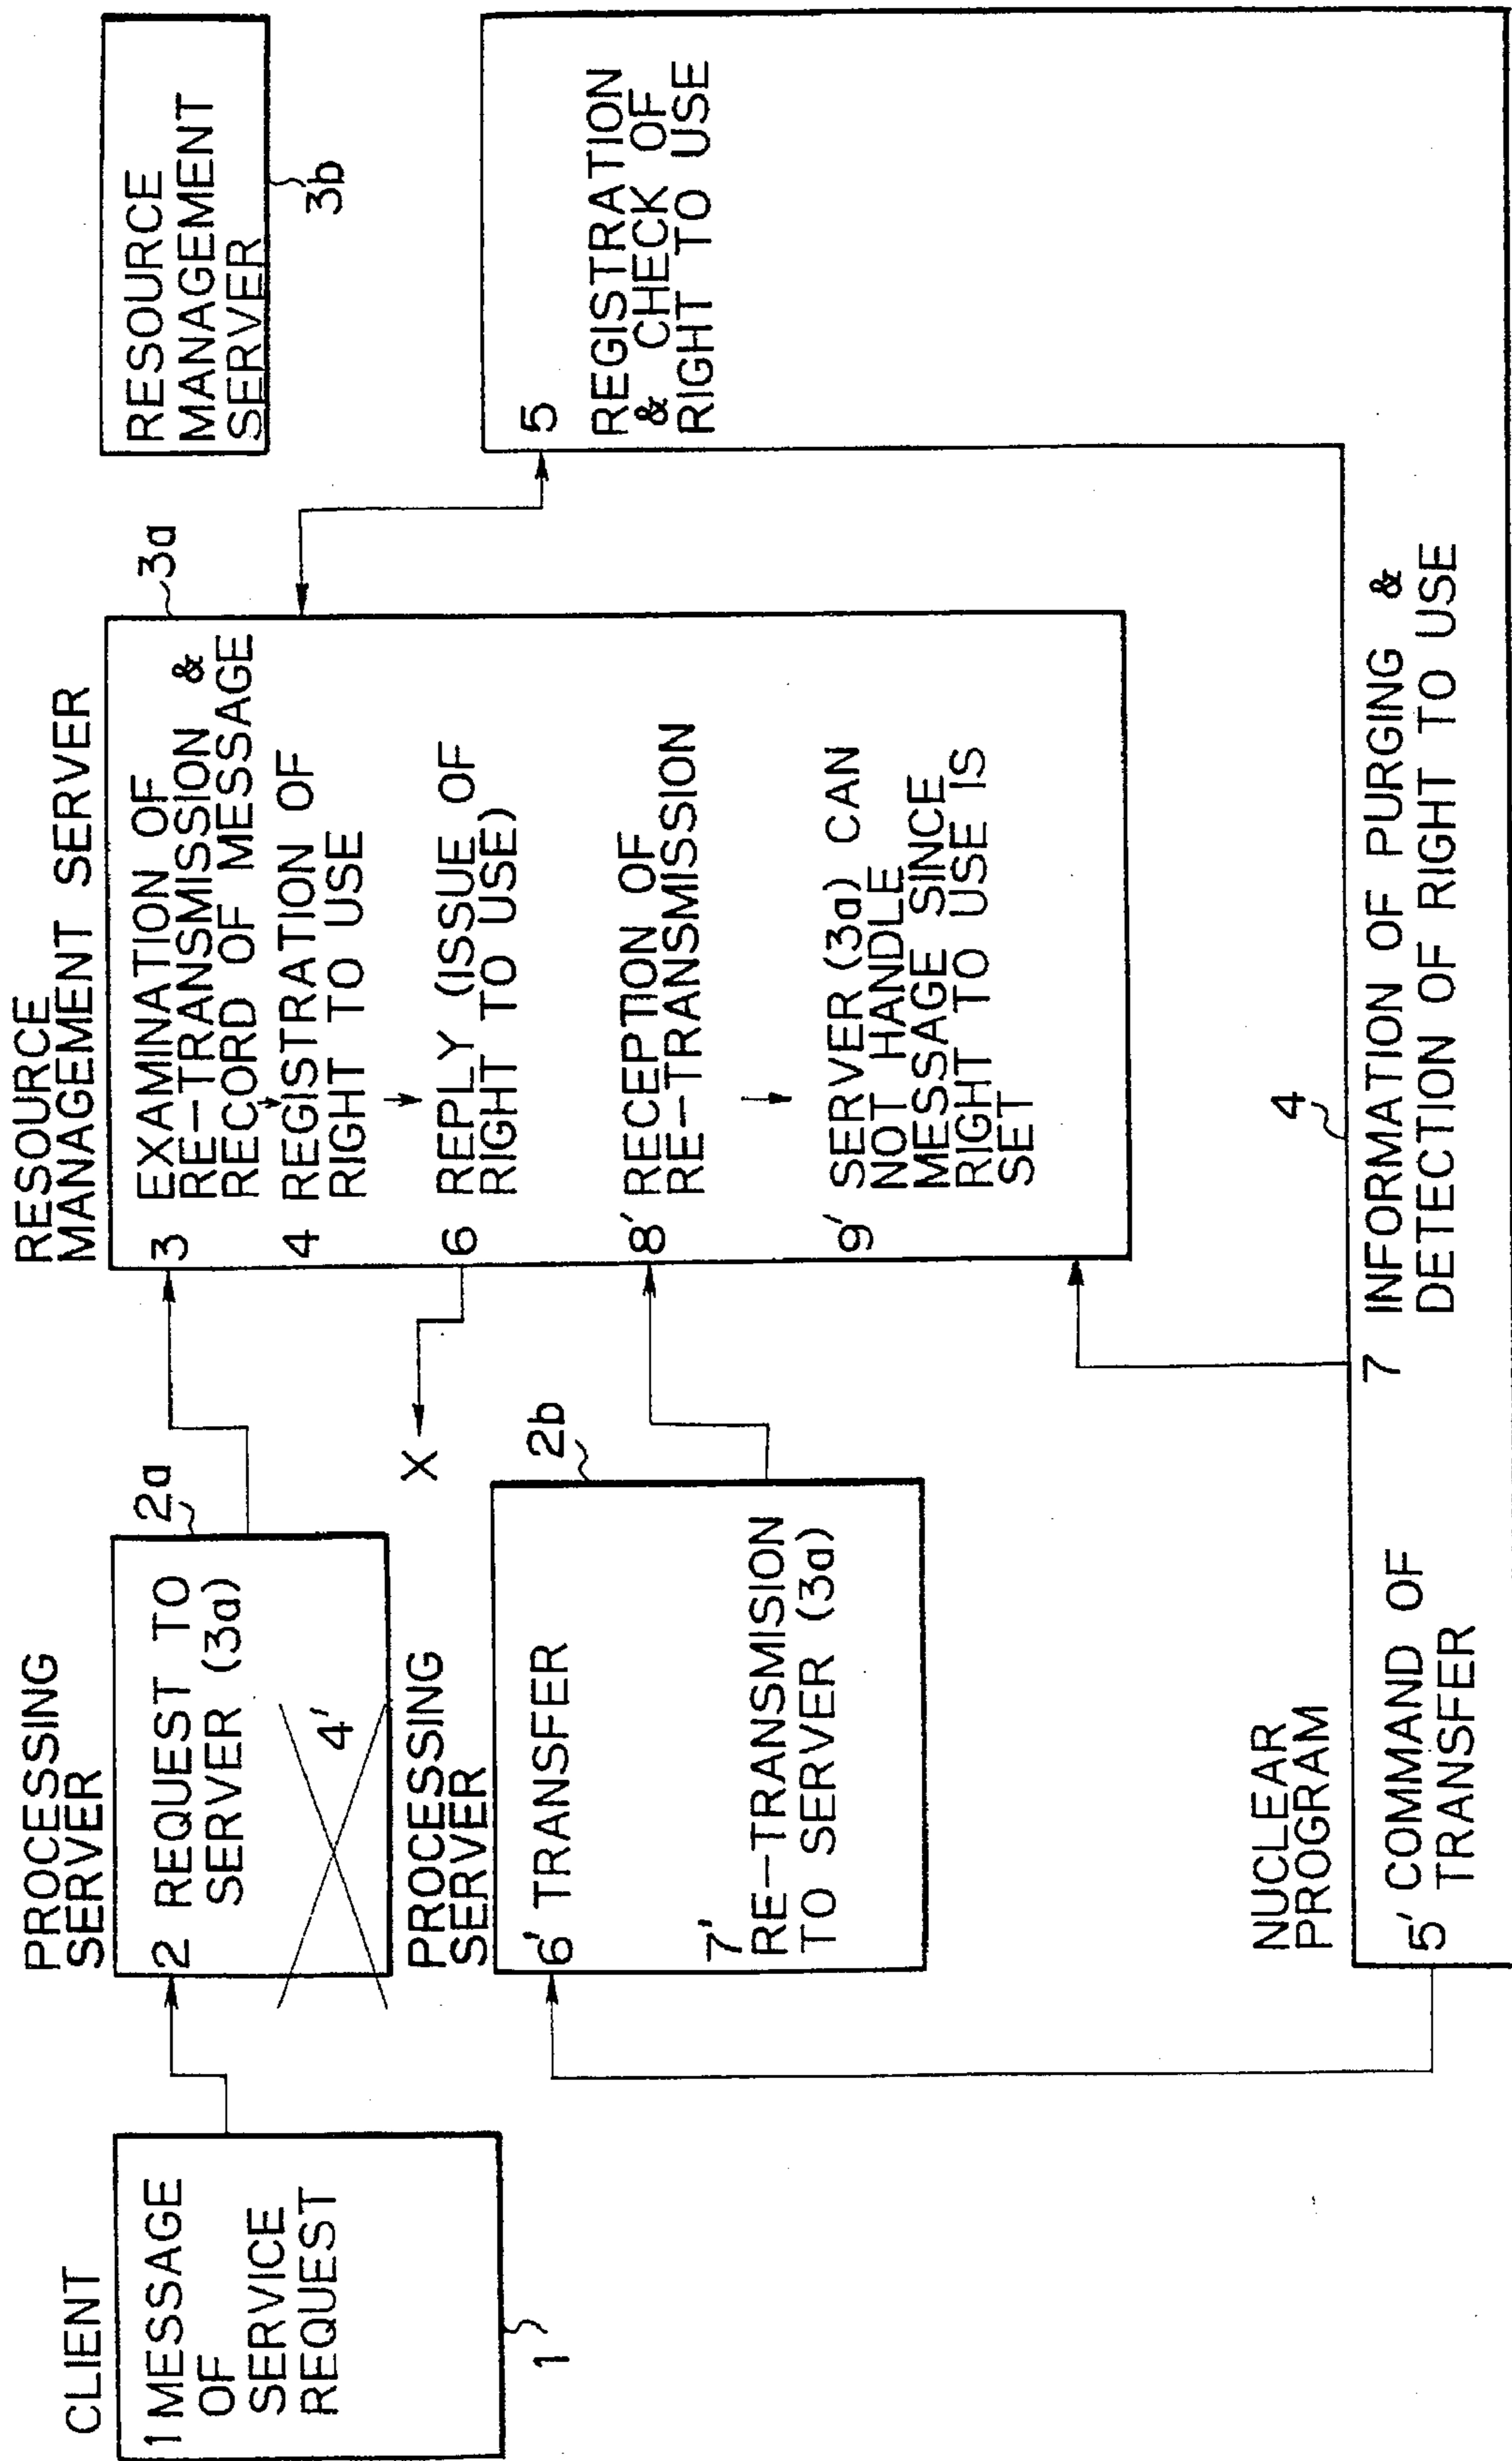 CLIENT
1 MESSAGE
OF
SERVICE
REQUEST
1
PROCESSING
SERVER
2a
2 REQUEST TO
SERVER (3a)
4'
PROCESSING
SERVER
2b
6' TRANSFER
7'
RE-TRANSMISION
TO SERVER (3a)
X
RESOURCE
MANAGEMENT SERVER
3a
3 EXAMINATION OF
RE-TRANSMISSION &
RECORD OF MESSAGE
4 REGISTRATION OF
RIGHT TO USE
6 REPLY (ISSUE OF
RIGHT TO USE)
8' RECEPTION OF
RE-TRANSMISSION
9' SERVER (3a) CAN
NOT HANDLE
MESSAGE SINCE
RIGHT TO USE IS
SET
RESOURCE
MANAGEMENT
SERVER
3b
5
REGISTRATION
& CHECK OF
RIGHT TO USE
NUCLEAR
PROGRAM
4
5' COMMAND OF
TRANSFER
7 INFORMATION OF PURGING &
DETECTION OF RIGHT TO USE